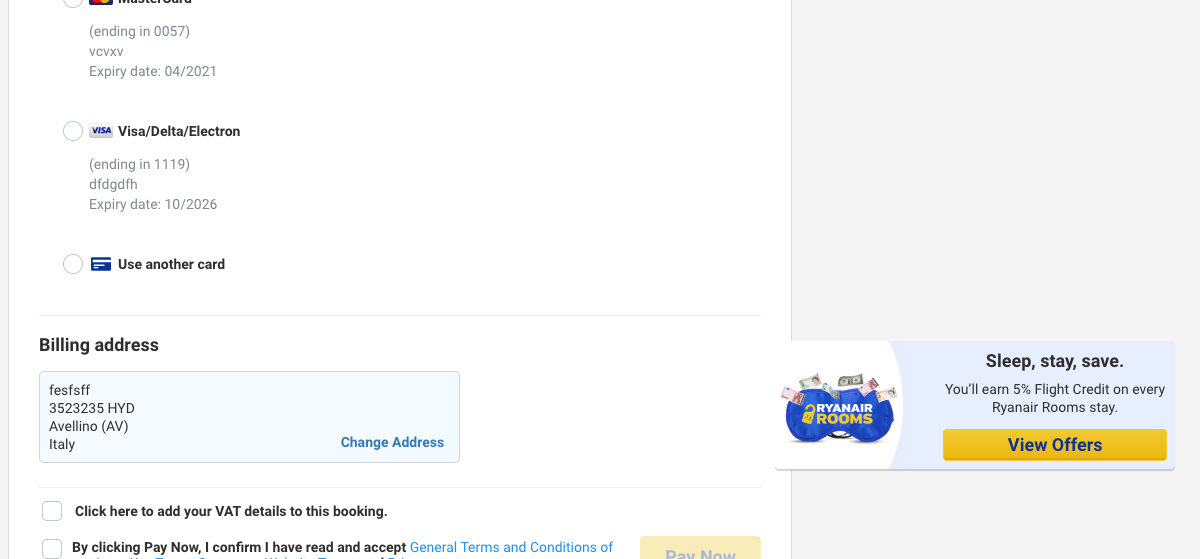 MasterCard
(ending in 0057)
vcvxv
Expiry date: 04/2021
VISA Visa/Delta/Electron
(ending in 1119)
dfdgdfh
Expiry date: 10/2026
Use another card
Billing address
fesfsff
3523235 HYD
Avellino (AV)
Italy
Change Address
Sleep, stay, save.
You’ll earn 5% Flight Credit on every
Ryanair Rooms stay.
RYANAIR
ROOMS
View Offers
Click here to add your VAT details to this booking.
By clicking Pay Now, I confirm I have read and accept General Terms and Conditions of
Pay Now